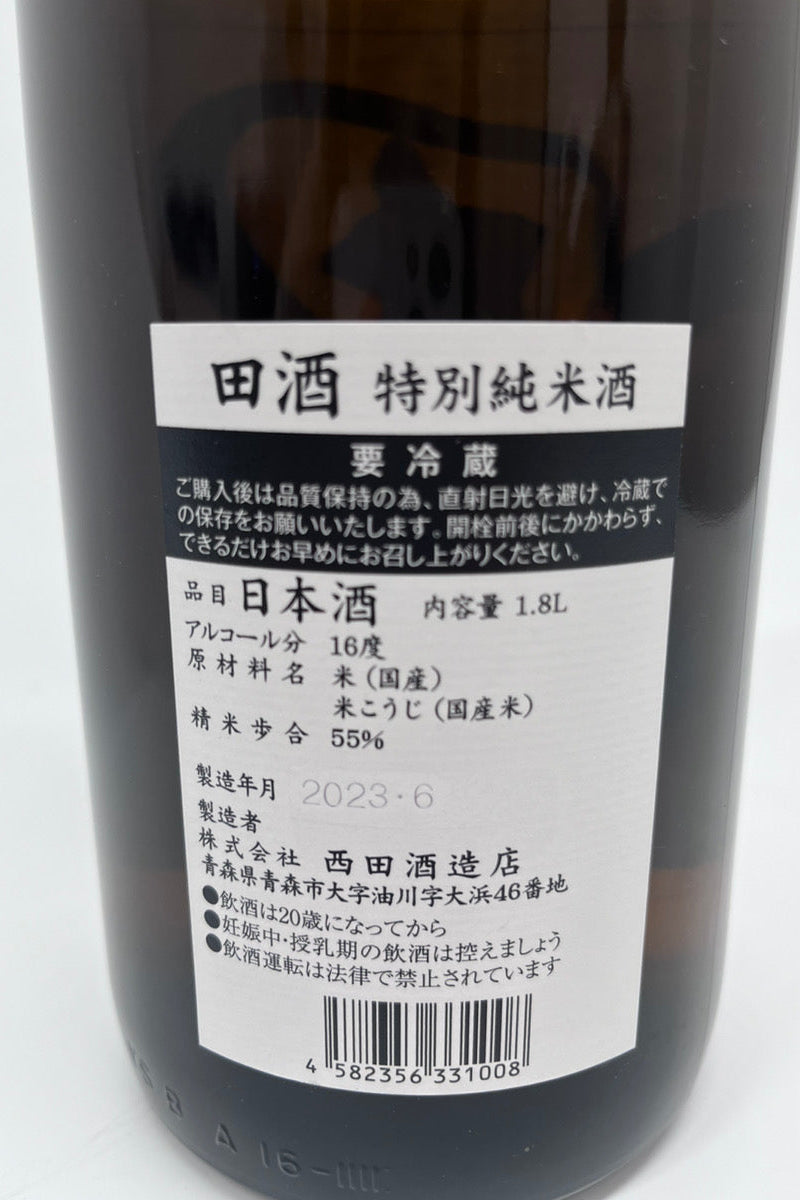 田酒 特別純米酒
要冷蔵
ご購入後は品質保持の為、直射日光を避け、冷蔵で
の保存をお願いいたします。開栓前後にかかわらず、
できるだけお早めにお召し上がりください。
品目 日本酒 内容量 1.8L
アルコール分 16度
原材料名 米（国産）
米こうじ（国産米）
精米歩合 55%
製造年月 2023・6
製造者
株式会社 西田酒造店
青森県青森市大字油川字大浜46番地
●飲酒は20歳になってから
●妊娠中・授乳期の飲酒は控えましょう
●飲酒運転は法律で禁止されています
4 582356 331008
A 16-